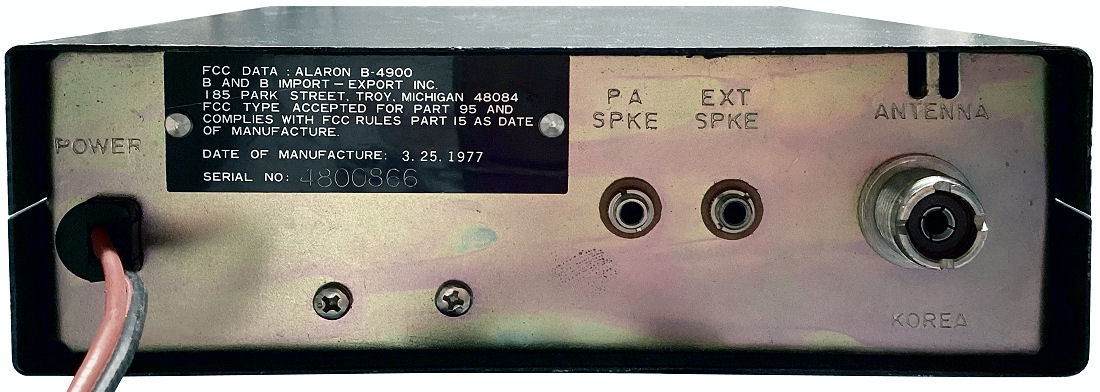 FCC DATA : ALARON B-4900
B AND B IMPORT-EXPORT INC.
185 PARK STREET, TROY, MICHIGAN 48084
FCC TYPE ACCEPTED FOR PART 95 AND
COMPLIES WITH FCC RULES PART 15 AS DATE
OF MANUFACTURE.
DATE OF MANUFACTURE: 3. 25. 1977
SERIAL NO: 4800866
POWER
PA
SPKE
EXT
SPKE
ANTENNA
KOREA